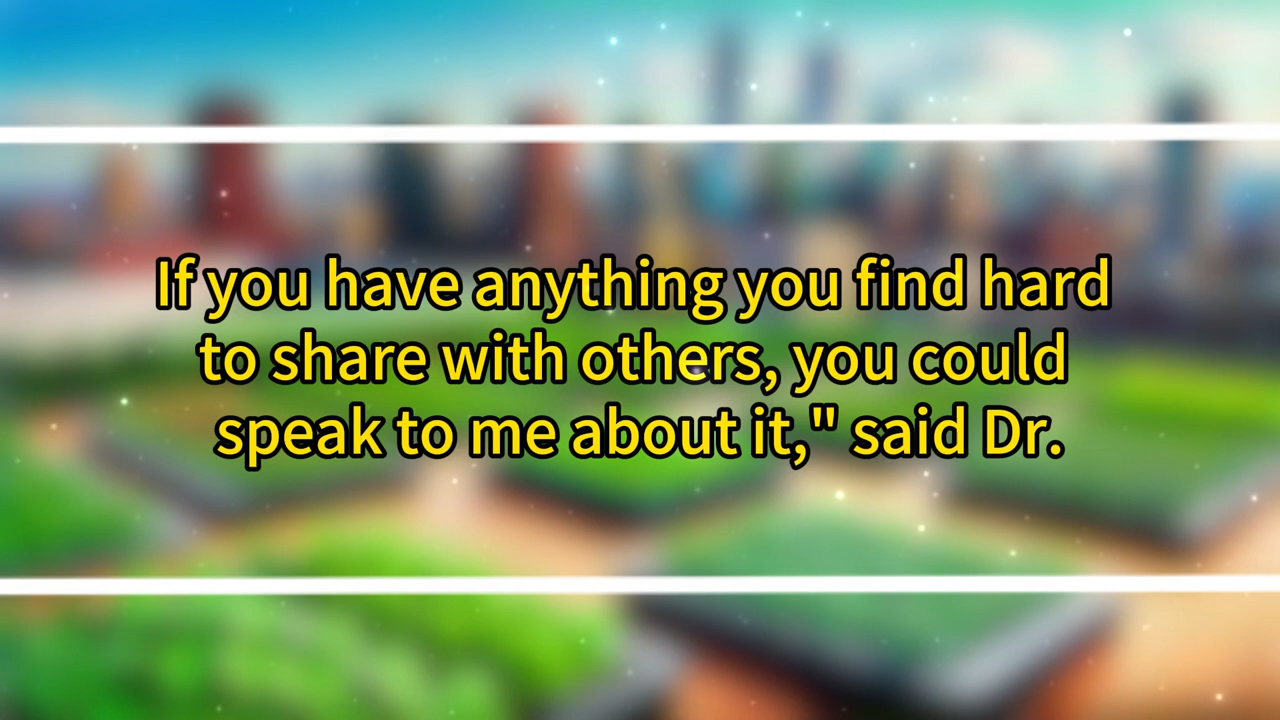 If you have anything you find hard
to share with others, you could
speak to me about it," said Dr.